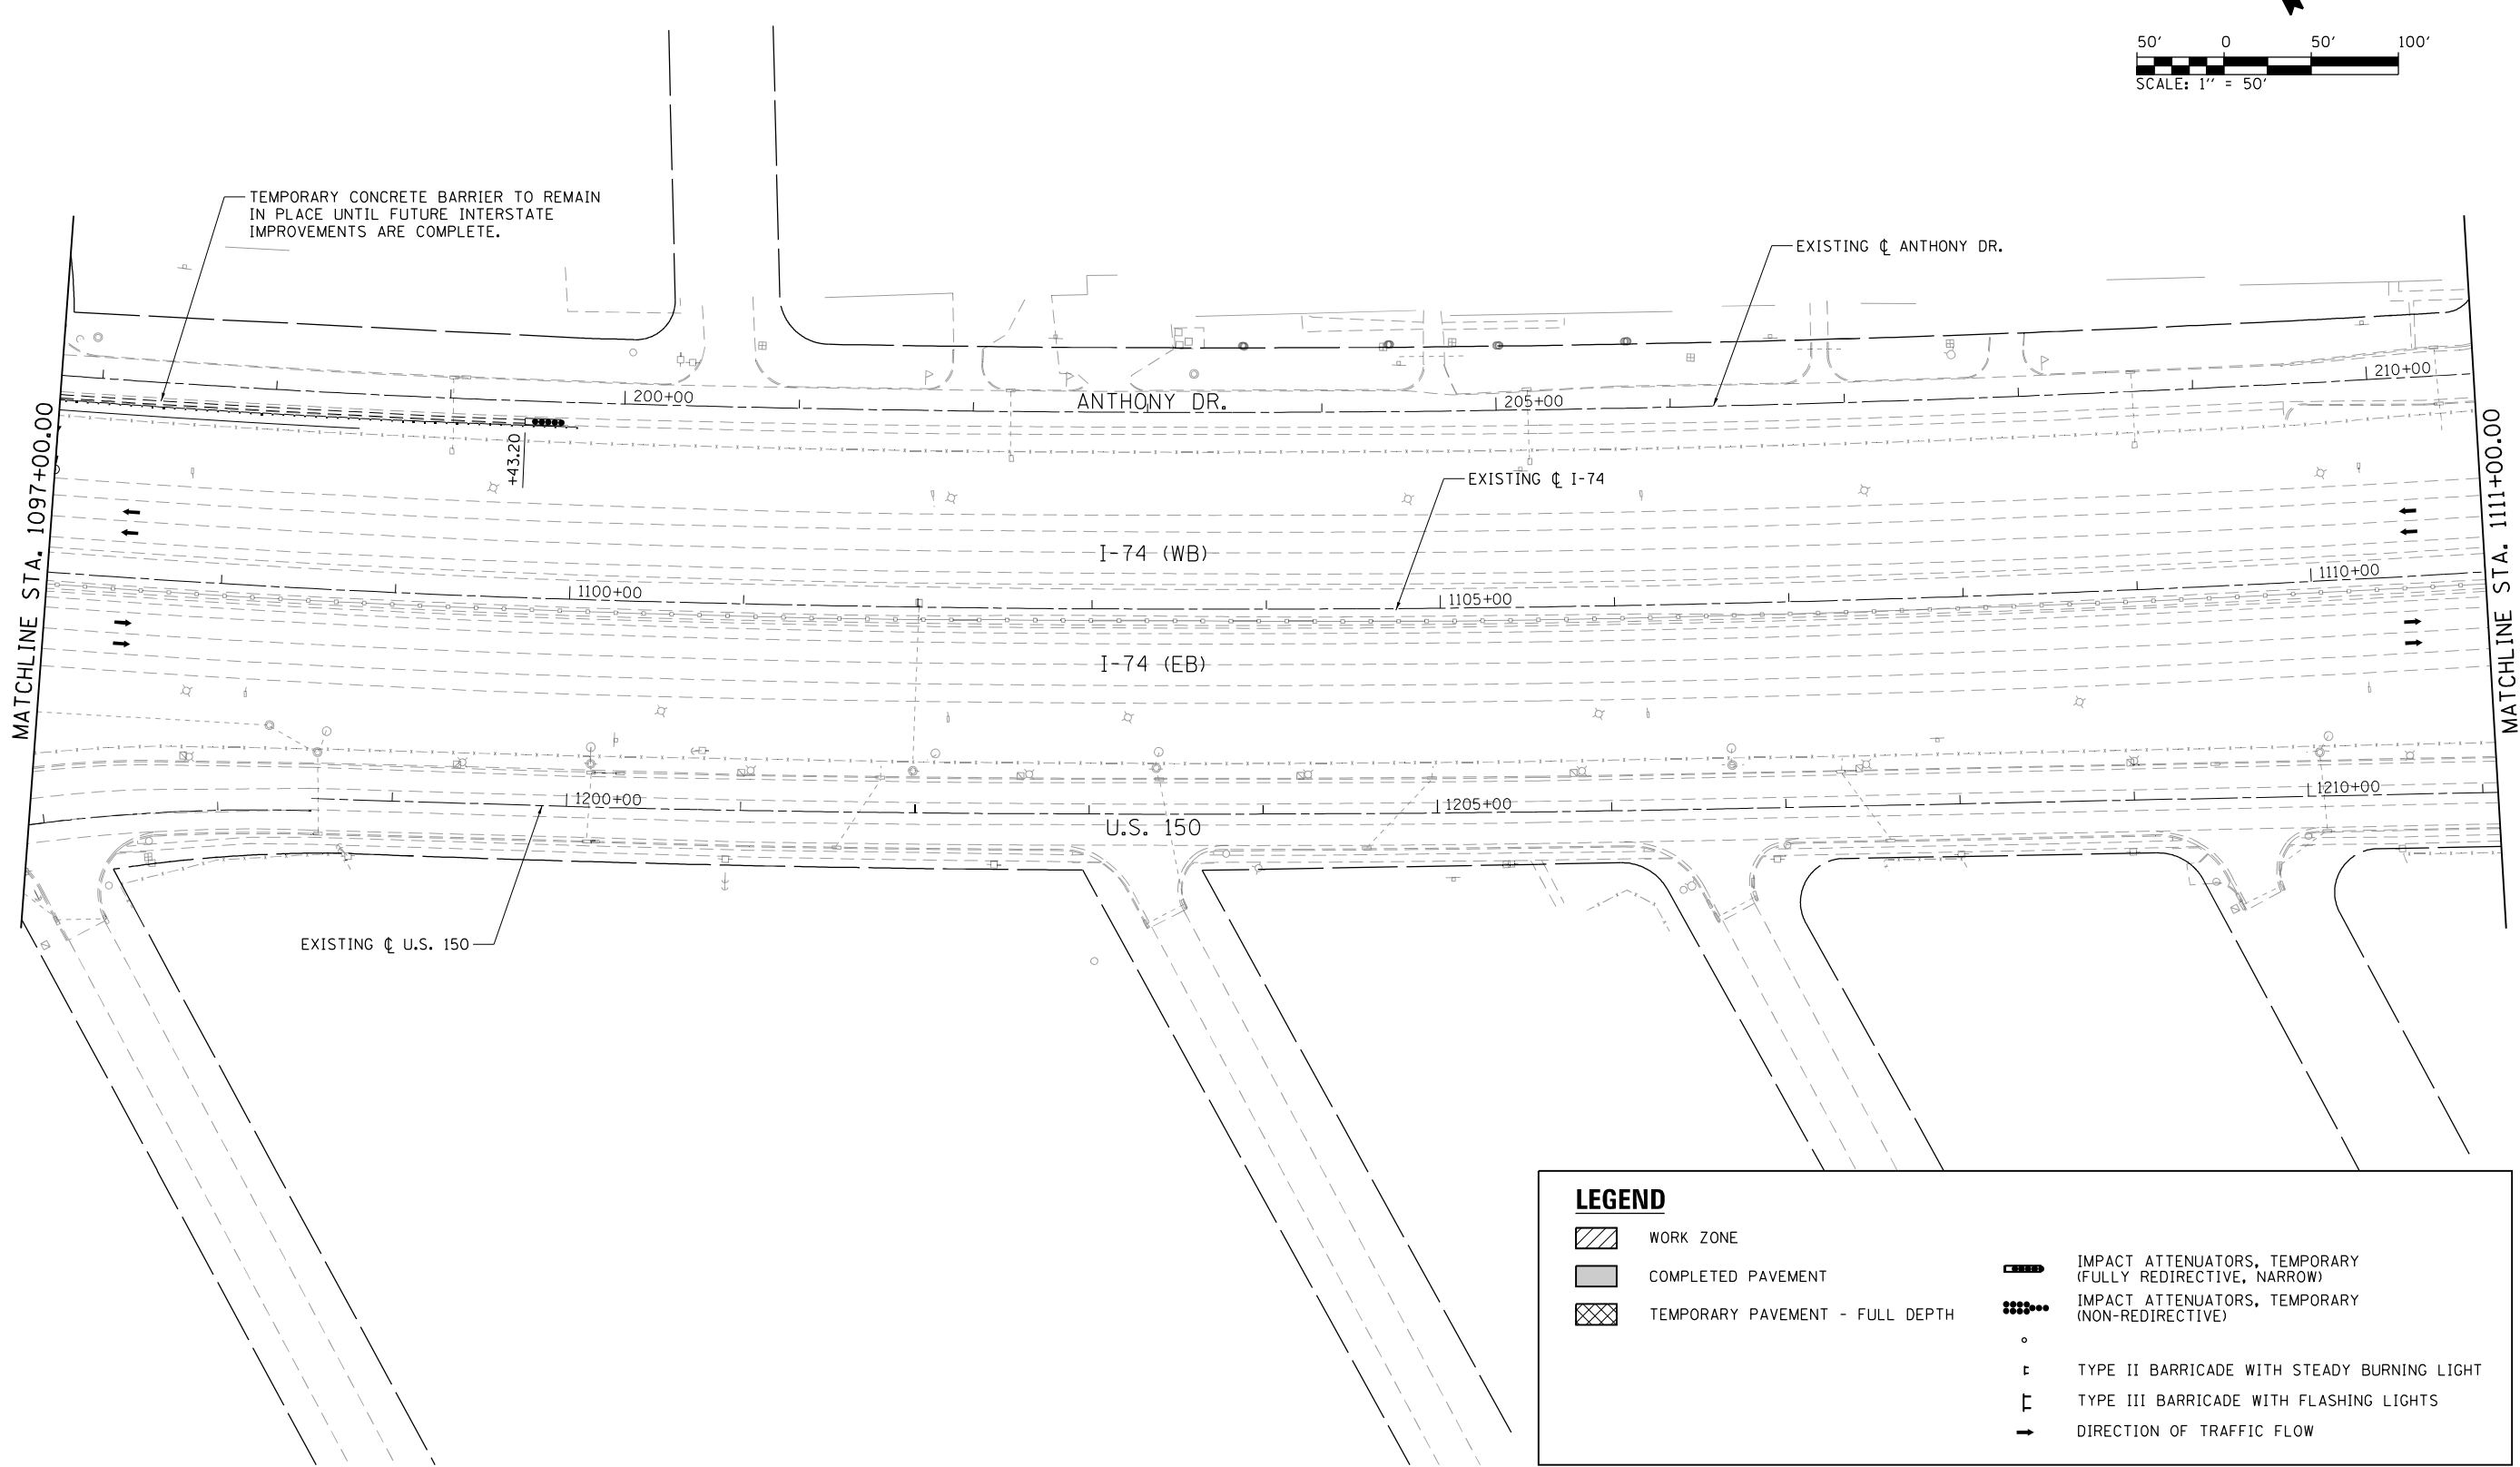 50' 0 50' 100'
SCALE: 1" = 50'
TEMPORARY CONCRETE BARRIER TO REMAIN
IN PLACE UNTIL FUTURE INTERSTATE
IMPROVEMENTS ARE COMPLETE.
EXISTING ℄ ANTHONY DR.
200+00
ANTHONY DR.
205+00
210+00
+43.20
MATCHLINE STA. 1097+00.00
MATCHLINE STA. 1111+00.00
EXISTING ℄ I-74
I-74 (WB)
1100+00
1105+00
1110+00
I-74 (EB)
1200+00
1205+00
1210+00
U.S. 150
EXISTING ℄ U.S. 150
LEGEND
WORK ZONE
COMPLETED PAVEMENT
TEMPORARY PAVEMENT - FULL DEPTH
IMPACT ATTENUATORS, TEMPORARY
(FULLY REDIRECTIVE, NARROW)
IMPACT ATTENUATORS, TEMPORARY
(NON-REDIRECTIVE)
TYPE II BARRICADE WITH STEADY BURNING LIGHT
TYPE III BARRICADE WITH FLASHING LIGHTS
DIRECTION OF TRAFFIC FLOW